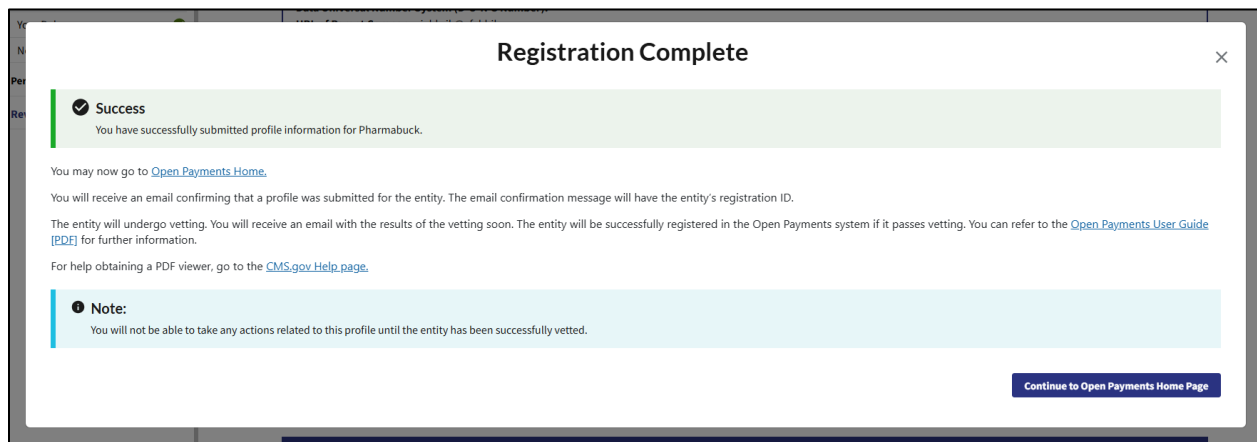 Registration Complete
Success
You have successfully submitted profile information for Pharmabuck.
You may now go to Open Payments Home.
You will receive an email confirming that a profile was submitted for the entity. The email confirmation message will have the entity's registration ID.
The entity will undergo vetting. You will receive an email with the results of the vetting soon. The entity will be successfully registered in the Open Payments system if it passes vetting. You can refer to the Open Payments User Guide
[PDF] for further information.
For help obtaining a PDF viewer, go to the CMS.gov Help page.
Note:
You will not be able to take any actions related to this profile until the entity has been successfully vetted.
Continue to Open Payments Home Page